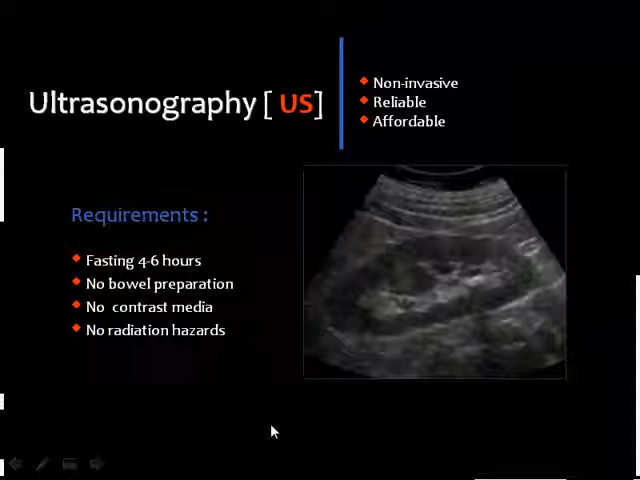 Ultrasonography [ US]
Non-invasive
Reliable
Affordable
Requirements :
Fasting 4-6 hours
No bowel preparation
No contrast media
No radiation hazards